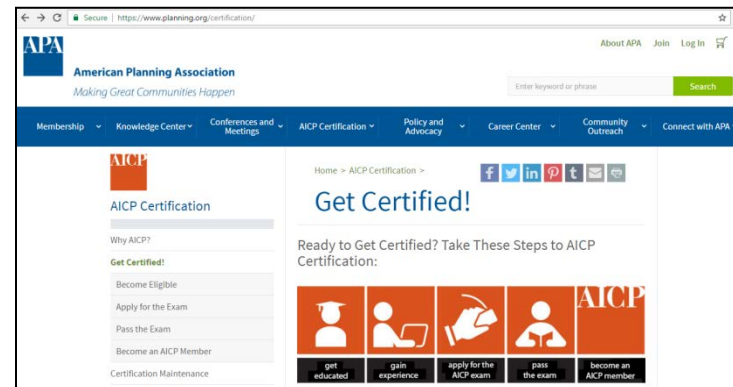 Secure | https://www.planning.org/certification/
APA
About APA Join Log In
American Planning Association
Making Great Communities Happen
Enter keyword or phrase
Search
Membership Knowledge Center Conferences and Meetings AICP Certification Policy and Advocacy Career Center Community Outreach Connect with APA
AICP
AICP Certification
Why AICP?
Get Certified!
Become Eligible
Apply for the Exam
Pass the Exam
Become an AICP Member
Certification Maintenance
Home > AICP Certification >
Get Certified!
Ready to Get Certified? Take These Steps to AICP
Certification:
AICP
get educated
gain experience
apply for the AICP exam
pass the exam
become an AICP member